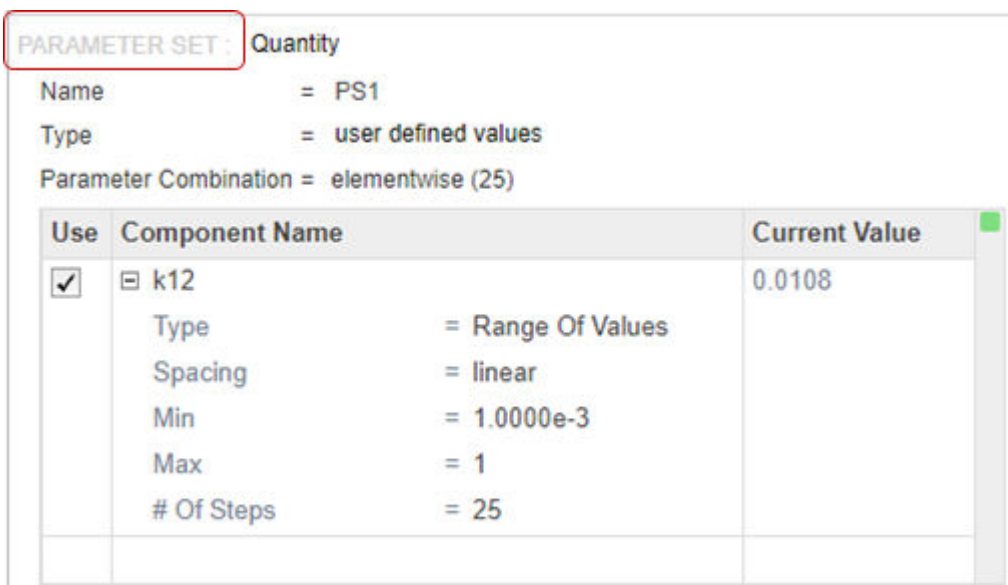 PARAMETER SET : Quantity
Name = PS1
Type = user defined values
Parameter Combination = elementwise (25)
Use Component Name Current Value
k12 0.0108
Type = Range Of Values
Spacing = linear
Min = 1.0000e-3
Max = 1
# Of Steps = 25